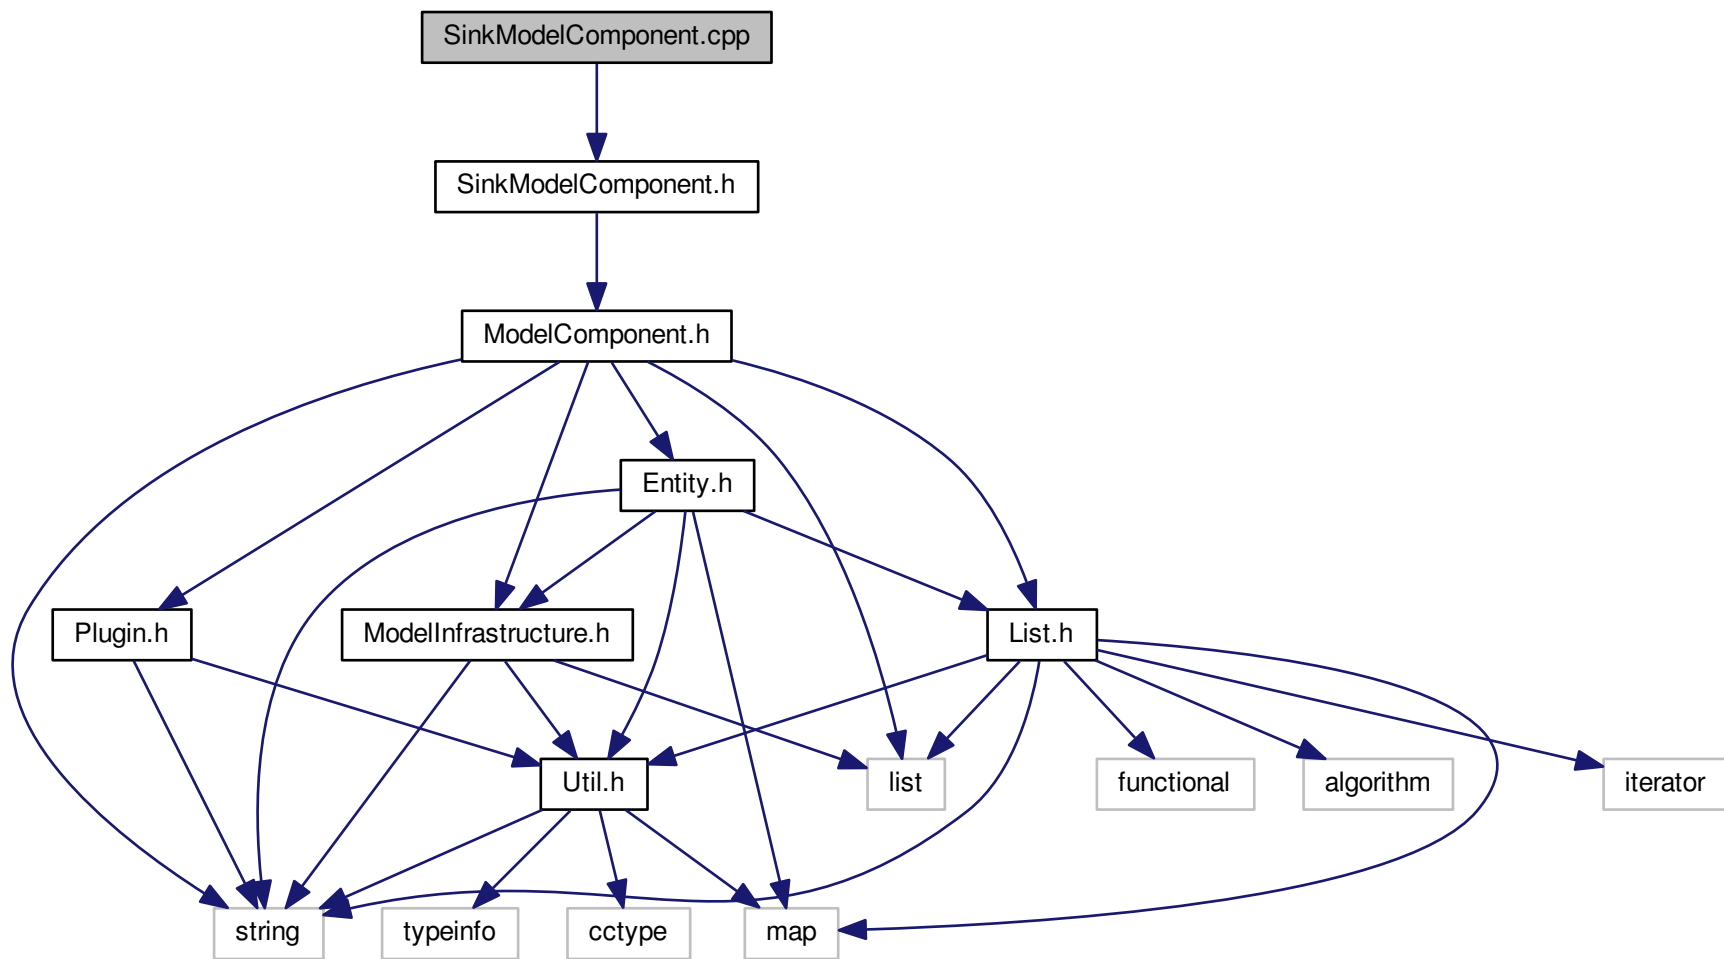 SinkModelComponent.cpp
SinkModelComponent.h
ModelComponent.h
Entity.h
Plugin.h
ModelInfrastructure.h
List.h
Util.h
list
functional
algorithm
iterator
string
typeinfo
cctype
map